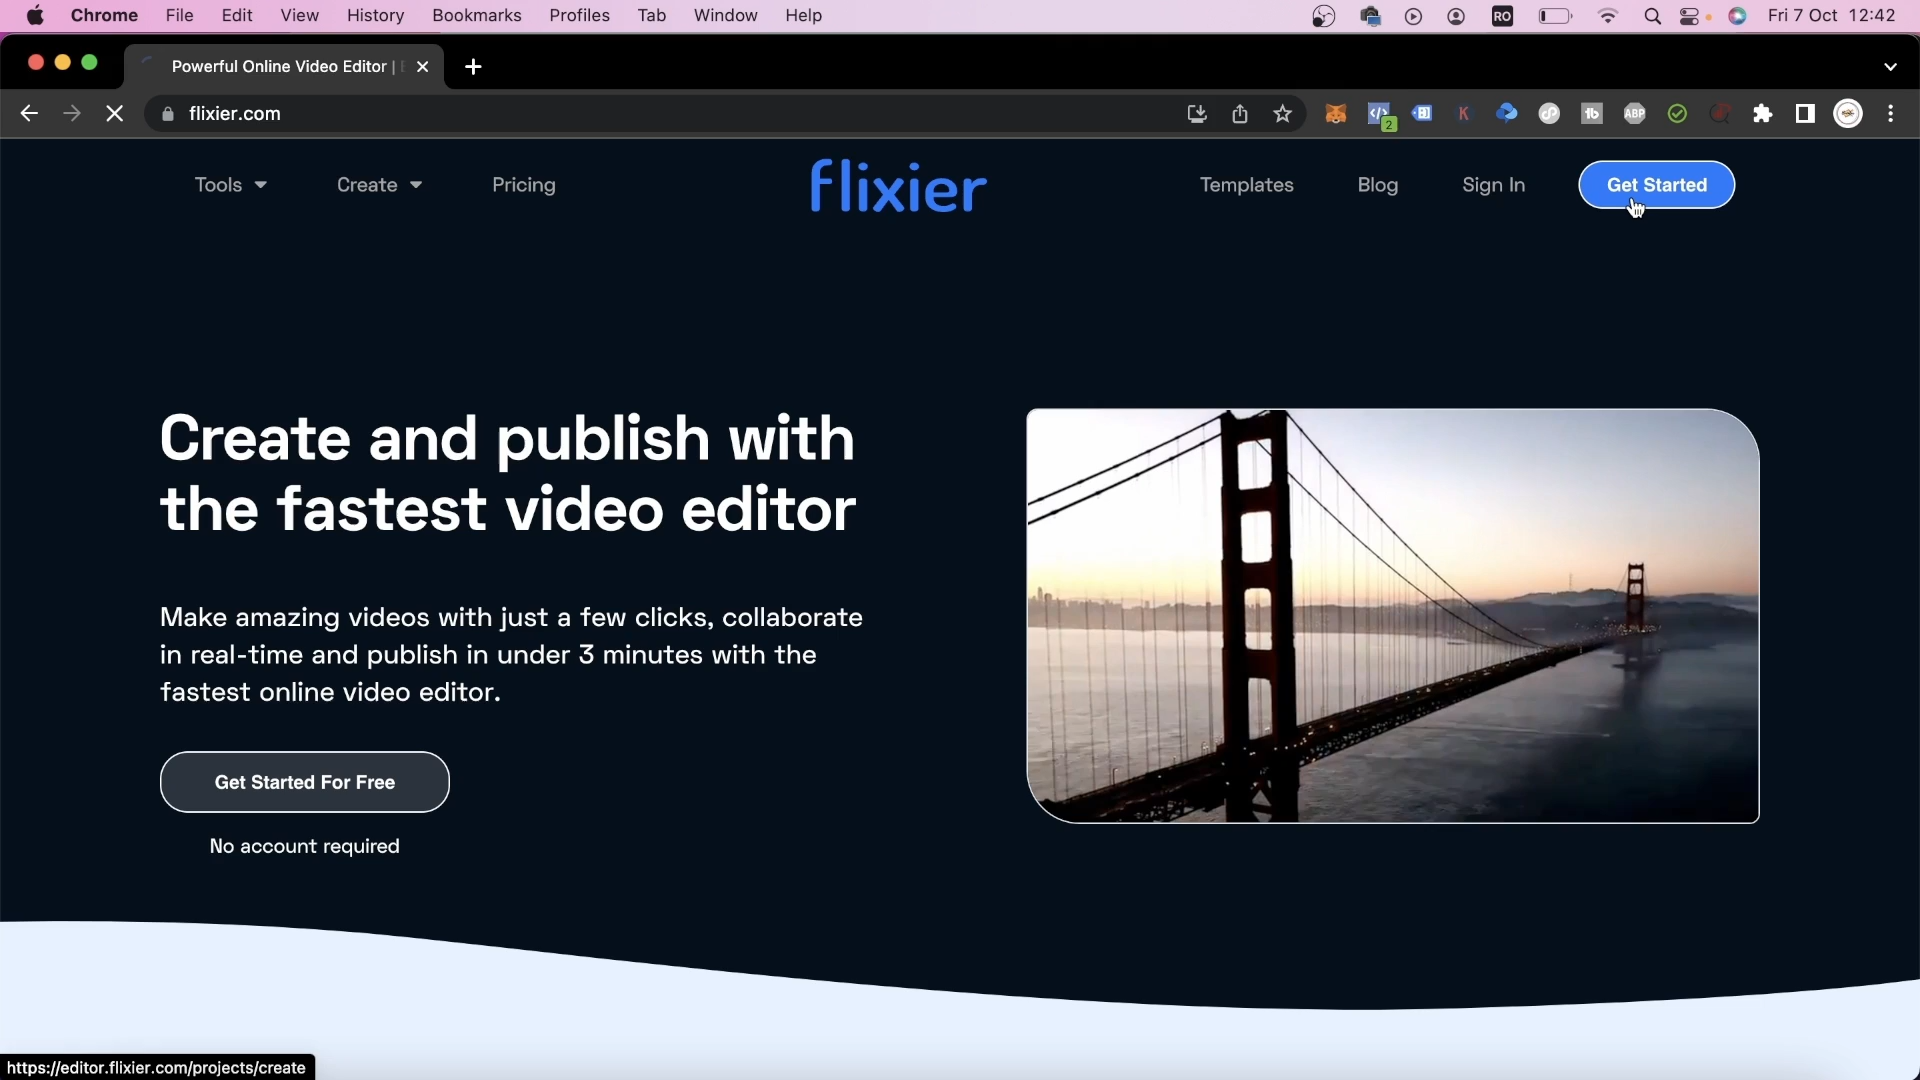 Chrome File Edit View History Bookmarks Profiles Tab Window Help RO Fri 7 Oct 12:42
Powerful Online Video Editor |
flixier.com 2 K tb ABP
Tools Create Pricing flixier Templates Blog Sign In Get Started
Create and publish with
the fastest video editor
Make amazing videos with just a few clicks, collaborate
in real-time and publish in under 3 minutes with the
fastest online video editor.
Get Started For Free
No account required
https://editor.flixier.com/projects/create